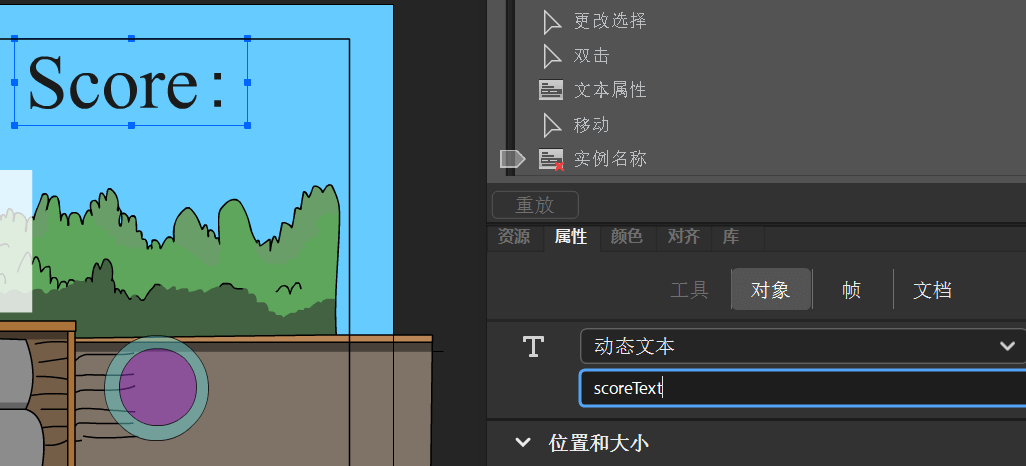 Score:
更改选择
双击
文本属性
移动
实例名称
重放
资源 属性 颜色 对齐 库
工具 对象 帧 文档
T 动态文本
scoreText
位置和大小